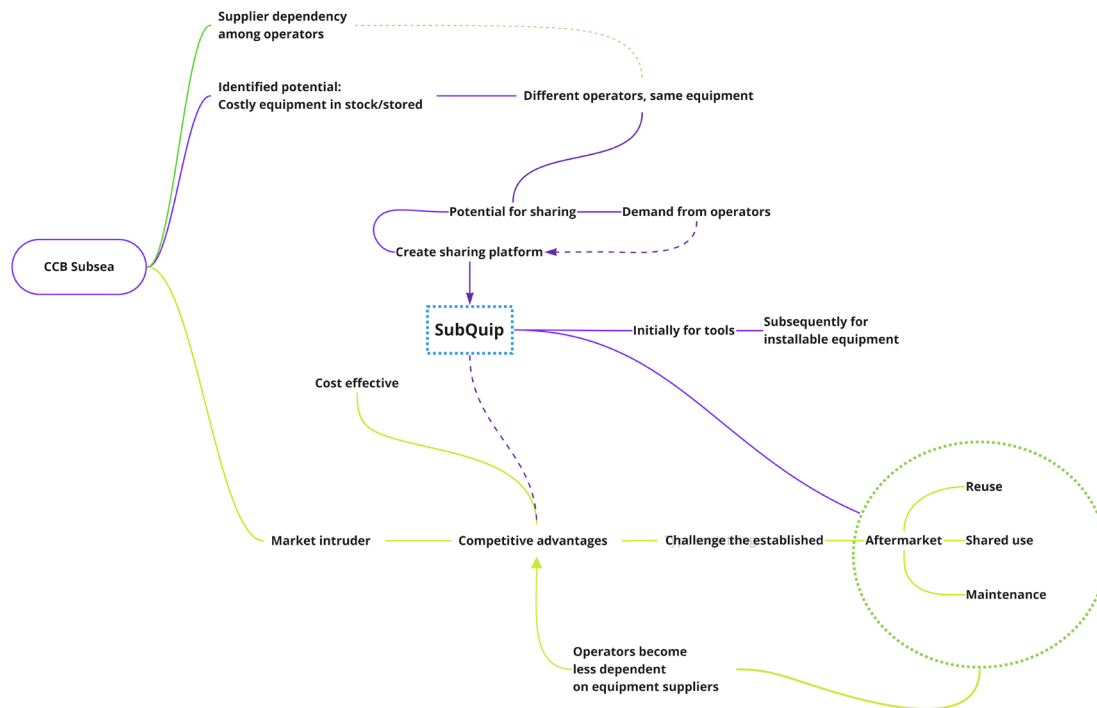 Supplier dependency
among operators
Identified potential:
Costly equipment in stock/stored
Different operators, same equipment
Potential for sharing
Demand from operators
Create sharing platform
CCB Subsea
SubQuip
Initially for tools
Subsequently for
installable equipment
Cost effective
Reuse
Market intruder
Competitive advantages
Challenge the established
Aftermarket
Shared use
Maintenance
Operators become
less dependent
on equipment suppliers